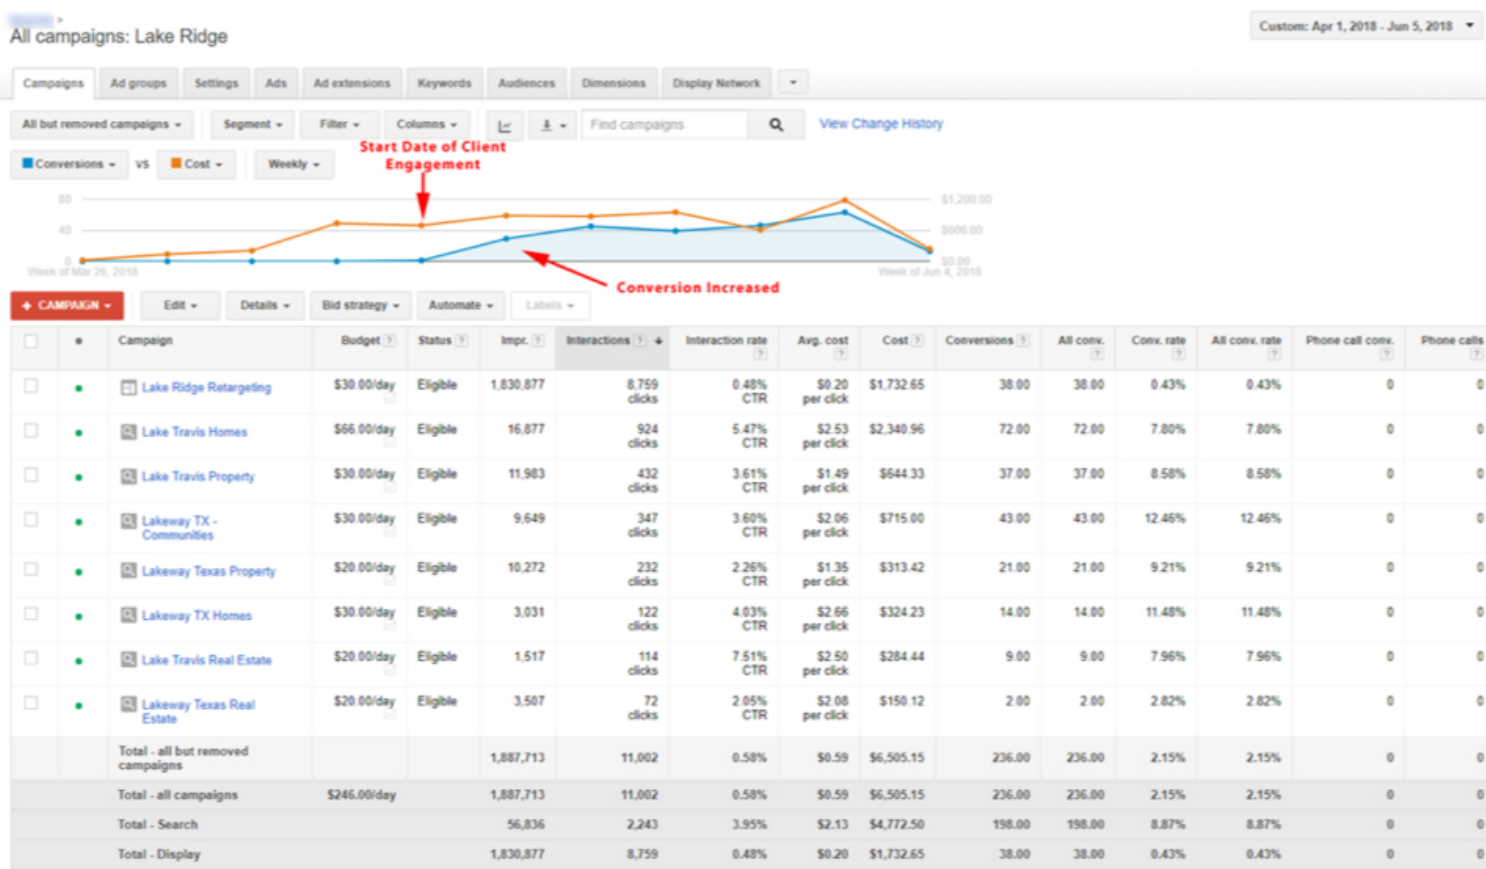 >
All campaigns: Lake Ridge
Custom: Apr 1, 2018 - Jun 5, 2018
Campaigns Ad groups Settings Ads Ad extensions Keywords Audiences Dimensions Display Network
All but removed campaigns Segment Filter Columns Find campaigns View Change History
Start Date of Client
Engagement
Conversions VS Cost Weekly
80 $1,200.00
40 $600.00
0 $0.00
Week of Mar 26, 2018 Week of Jun 4, 2018
Conversion Increased
+ CAMPAIGN Edit Details Bid strategy Automate Labels
Campaign Budget ? Status ? Impr. ? Interactions ? Interaction rate ? Avg. cost ? Cost ? Conversions ? All conv. ? Conv. rate ? All conv. rate ? Phone call conv. ? Phone calls ?
Lake Ridge Retargeting $30.00/day Eligible 1,830,877 8,759 clicks 0.48% CTR $0.20 per click $1,732.65 38.00 38.00 0.43% 0.43% 0 0
Lake Travis Homes $66.00/day Eligible 16,877 924 clicks 5.47% CTR $2.53 per click $2,340.96 72.00 72.00 7.80% 7.80% 0 0
Lake Travis Property $30.00/day Eligible 11,983 432 clicks 3.61% CTR $1.49 per click $644.33 37.00 37.00 8.58% 8.58% 0 0
Lakeway TX - Communities $30.00/day Eligible 9,649 347 clicks 3.60% CTR $2.06 per click $715.00 43.00 43.00 12.46% 12.46% 0 0
Lakeway Texas Property $20.00/day Eligible 10,272 232 clicks 2.26% CTR $1.35 per click $313.42 21.00 21.00 9.21% 9.21% 0 0
Lakeway TX Homes $30.00/day Eligible 3,031 122 clicks 4.03% CTR $2.66 per click $324.23 14.00 14.00 11.48% 11.48% 0 0
Lake Travis Real Estate $20.00/day Eligible 1,517 114 clicks 7.51% CTR $2.50 per click $284.44 9.00 9.00 7.96% 7.96% 0 0
Lakeway Texas Real Estate $20.00/day Eligible 3,507 72 clicks 2.05% CTR $2.08 per click $150.12 2.00 2.00 2.82% 2.82% 0 0
Total - all but removed campaigns 1,887,713 11,002 0.58% $0.59 $6,505.15 236.00 236.00 2.15% 2.15% 0 0
Total - all campaigns $246.00/day 1,887,713 11,002 0.58% $0.59 $6,505.15 236.00 236.00 2.15% 2.15% 0 0
Total - Search 56,836 2,243 3.95% $2.13 $4,772.50 198.00 198.00 8.87% 8.87% 0 0
Total - Display 1,830,877 8,759 0.48% $0.20 $1,732.65 38.00 38.00 0.43% 0.43% 0 0